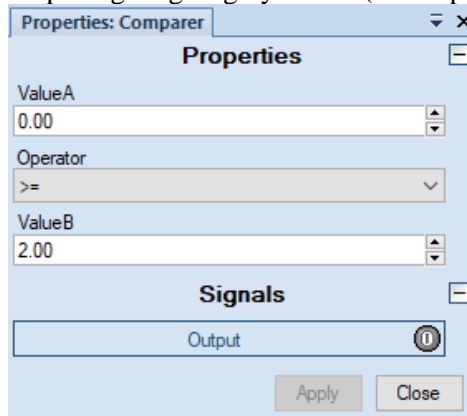 Properties: Comparer
Properties
ValueA
0.00
Operator
>=
ValueB
2.00
Signals
Output
Apply Close